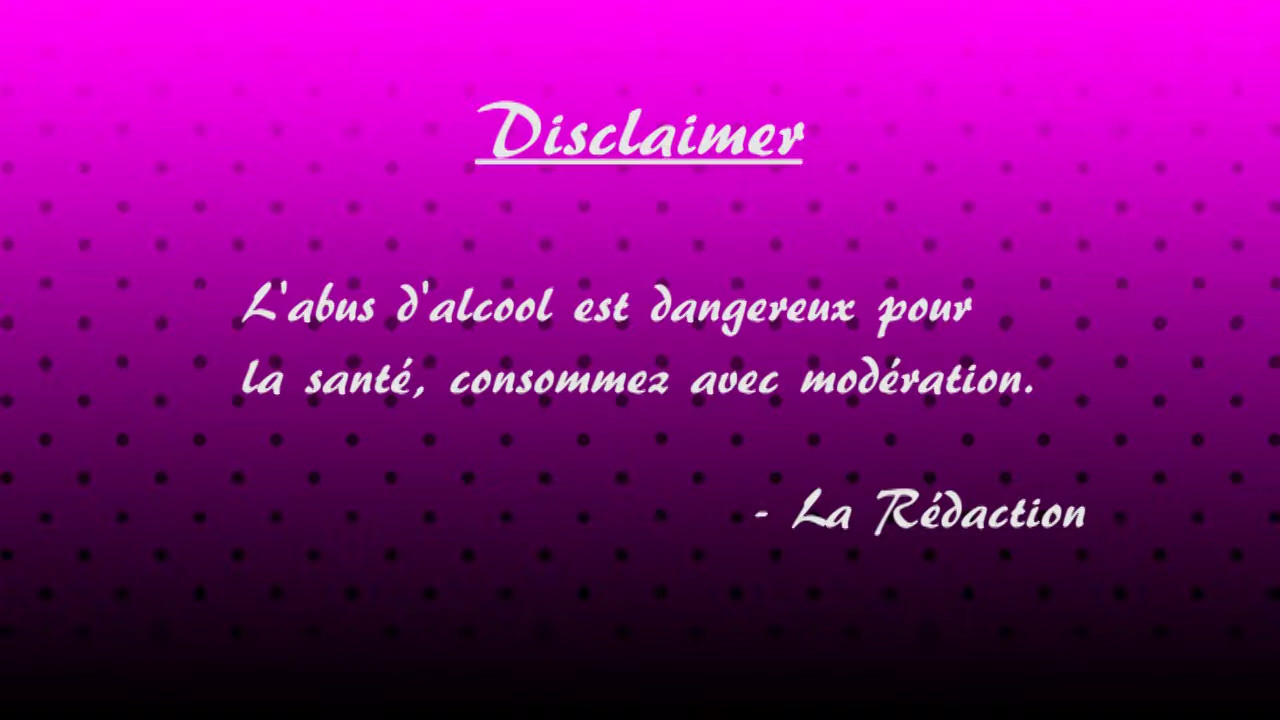 Disclaimer
L'abus d'alcool est dangereux pour
la santé, consommez avec modération.
- La Rédaction